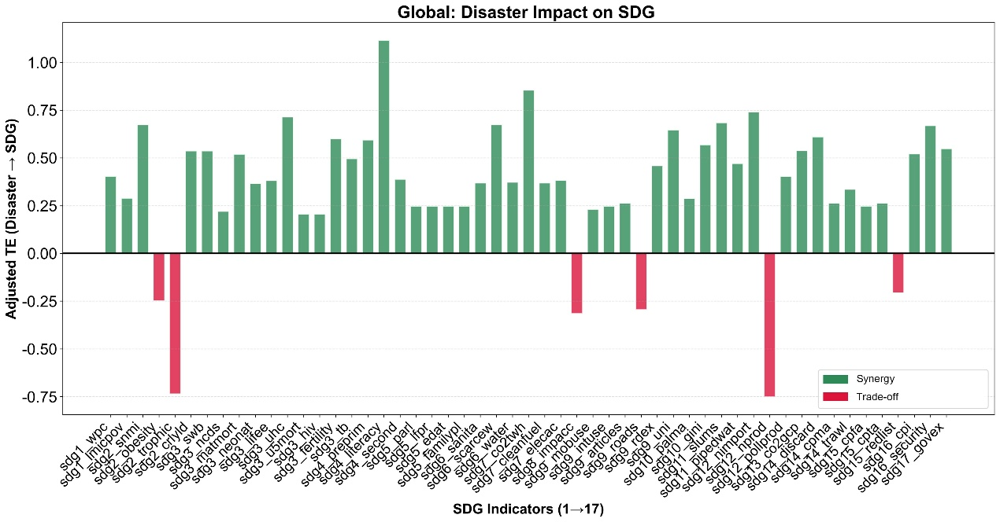 Global: Disaster Impact on SDG
Adjusted TE (Disaster → SDG)
1.00
0.75
0.50
0.25
0.00
-0.25
-0.50
-0.75
Synergy
Trade-off
sdg1_wpc
sdg1_lmicpov
sdg2_snmi
sdg2_obesity
sdg2_trophic
sdg2_crlyld
sdg3_swb
sdg3_ncds
sdg3_matmort
sdg3_neonat
sdg3_lifee
sdg3_uhc
sdg3_u5mort
sdg3_hiv
sdg3_fertility
sdg3_tb
sdg4_preprim
sdg4_literacy
sdg4_second
sdg5_parl
sdg5_lfpr
sdg5_edat
sdg5_familypl
sdg6_sanita
sdg6_scarcew
sdg6_water
sdg7_co2twh
sdg7_cleanfuel
sdg7_elecac
sdg8_impacc
sdg9_mobuse
sdg9_intuse
sdg9_articles
sdg9_roads
sdg9_rdex
sdg9_uni
sdg10_palma
sdg10_gini
sdg11_slums
sdg11_pipedwat
sdg12_nimport
sdg12_nprod
sdg12_pollprod
sdg13_co2gcp
sdg14_discard
sdg14_cpma
sdg14_trawl
sdg15_cpfa
sdg15_cpta
sdg15_redlist
sdg16_cpi
sdg16_security
sdg17_govex
SDG Indicators (1→17)